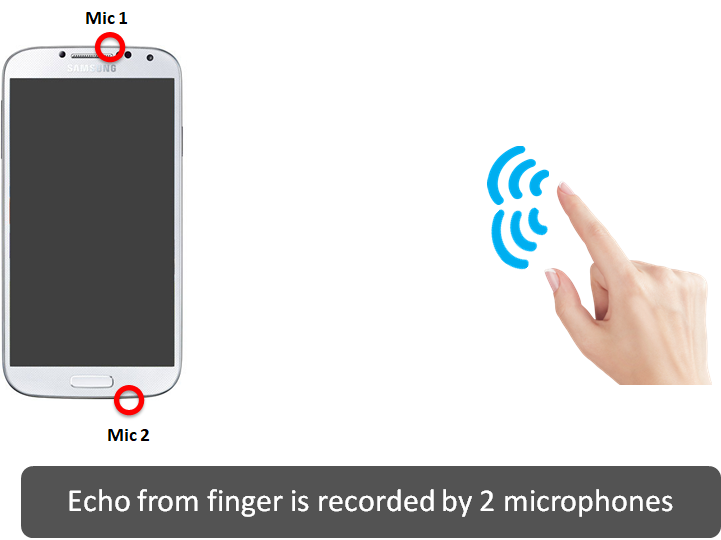 Mic 1
SAMSUNG
Mic 2
Echo from finger is recorded by 2 microphones